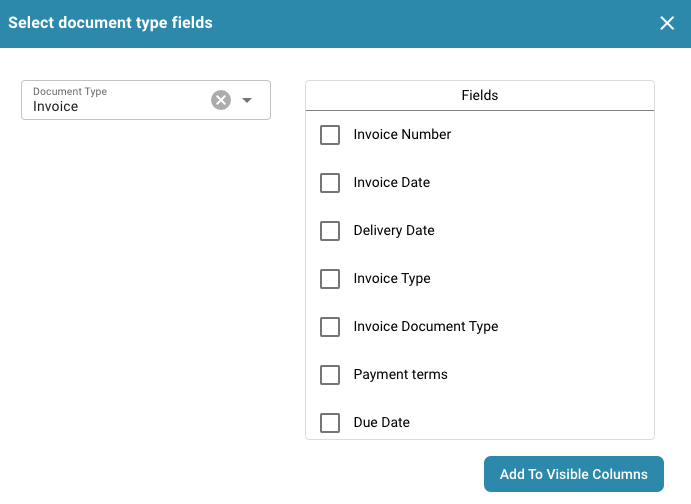 Select document type fields
Document Type
Invoice
Fields
Invoice Number
Invoice Date
Delivery Date
Invoice Type
Invoice Document Type
Payment terms
Due Date
Add To Visible Columns